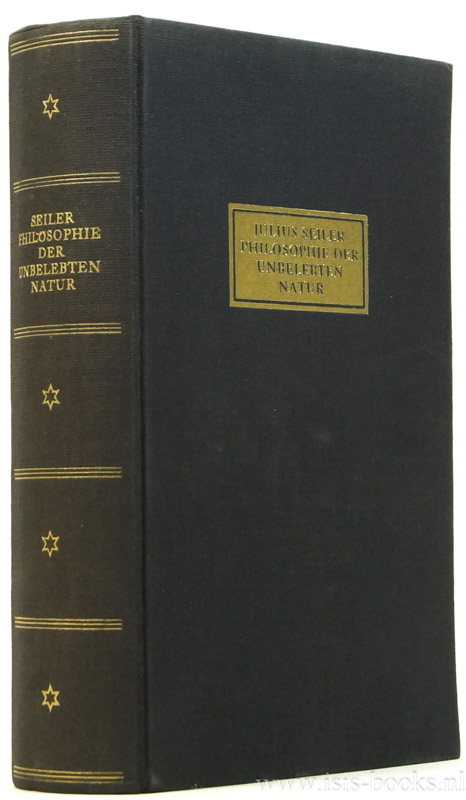 SEILER
PHILOSOPHIE
DER
UNBELEBTEN
NATUR
JULIUS SEILER
PHILOSOPHIE DER
UNBELEBTEN
NATUR
www.isis-books.nl